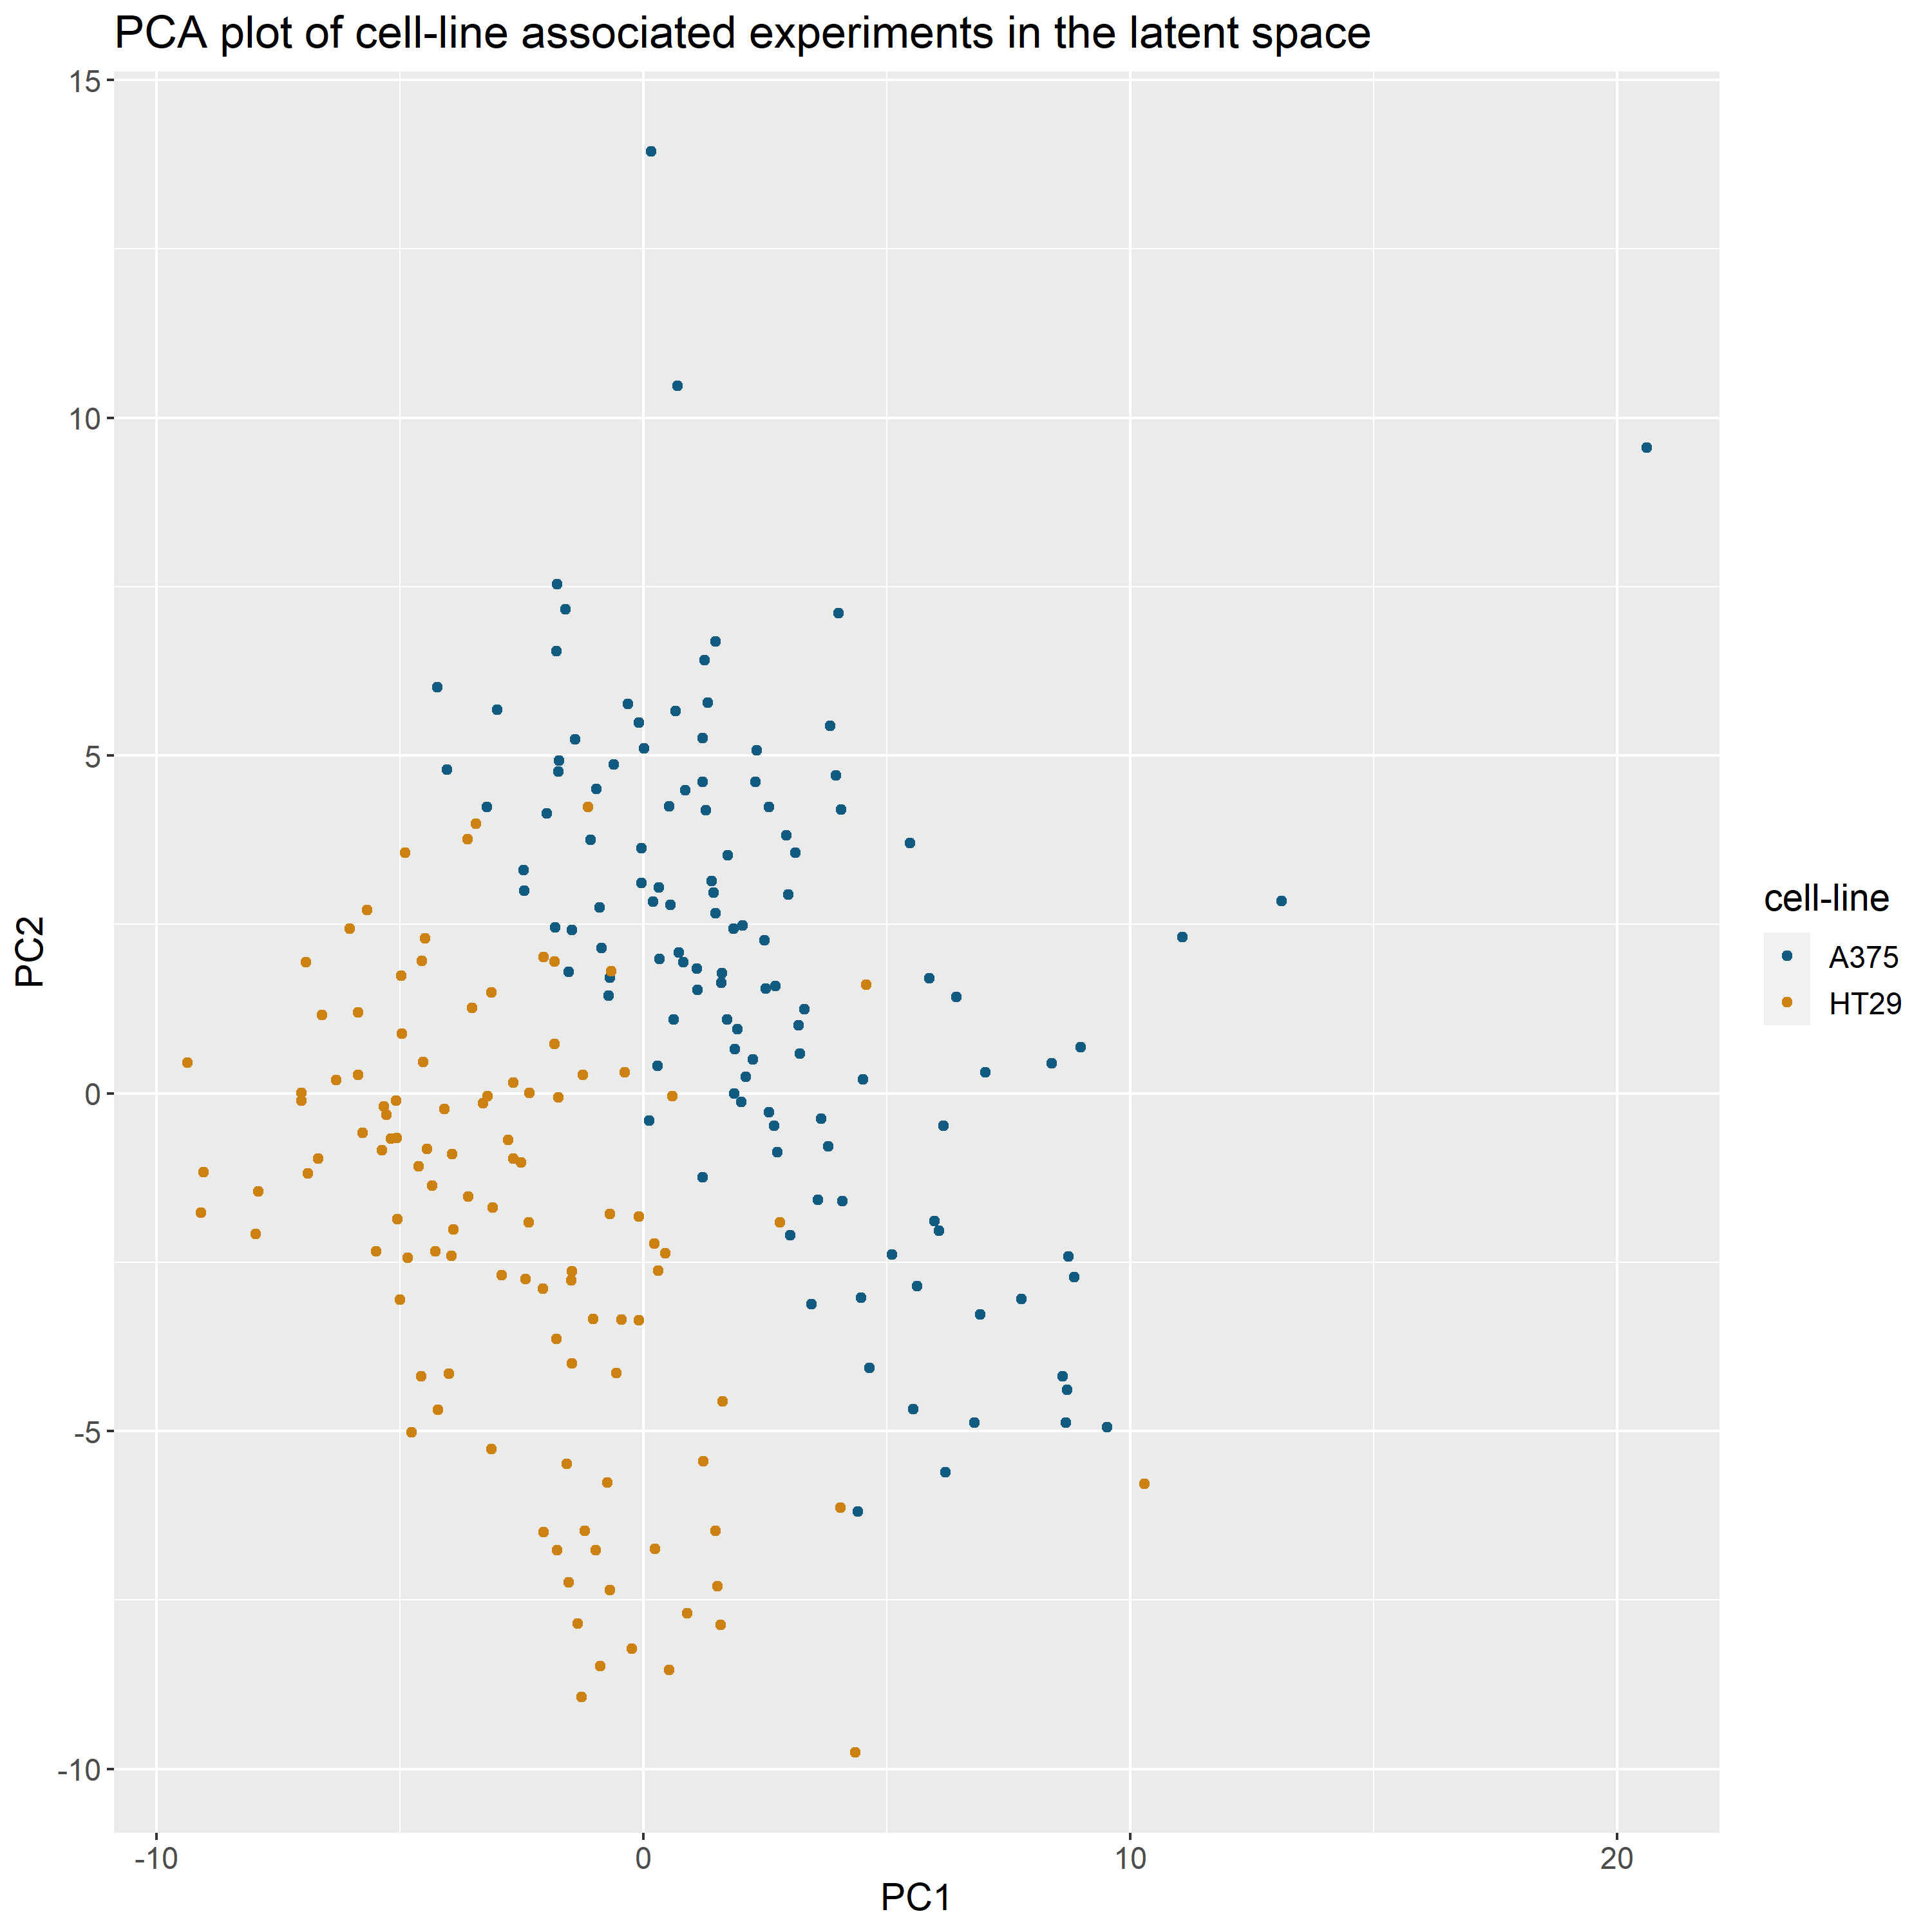 PCA plot of cell-line associated experiments in the latent space
15
10
5
0
-5
-10
PC2
-10
0
10
20
PC1
cell-line
A375
HT29